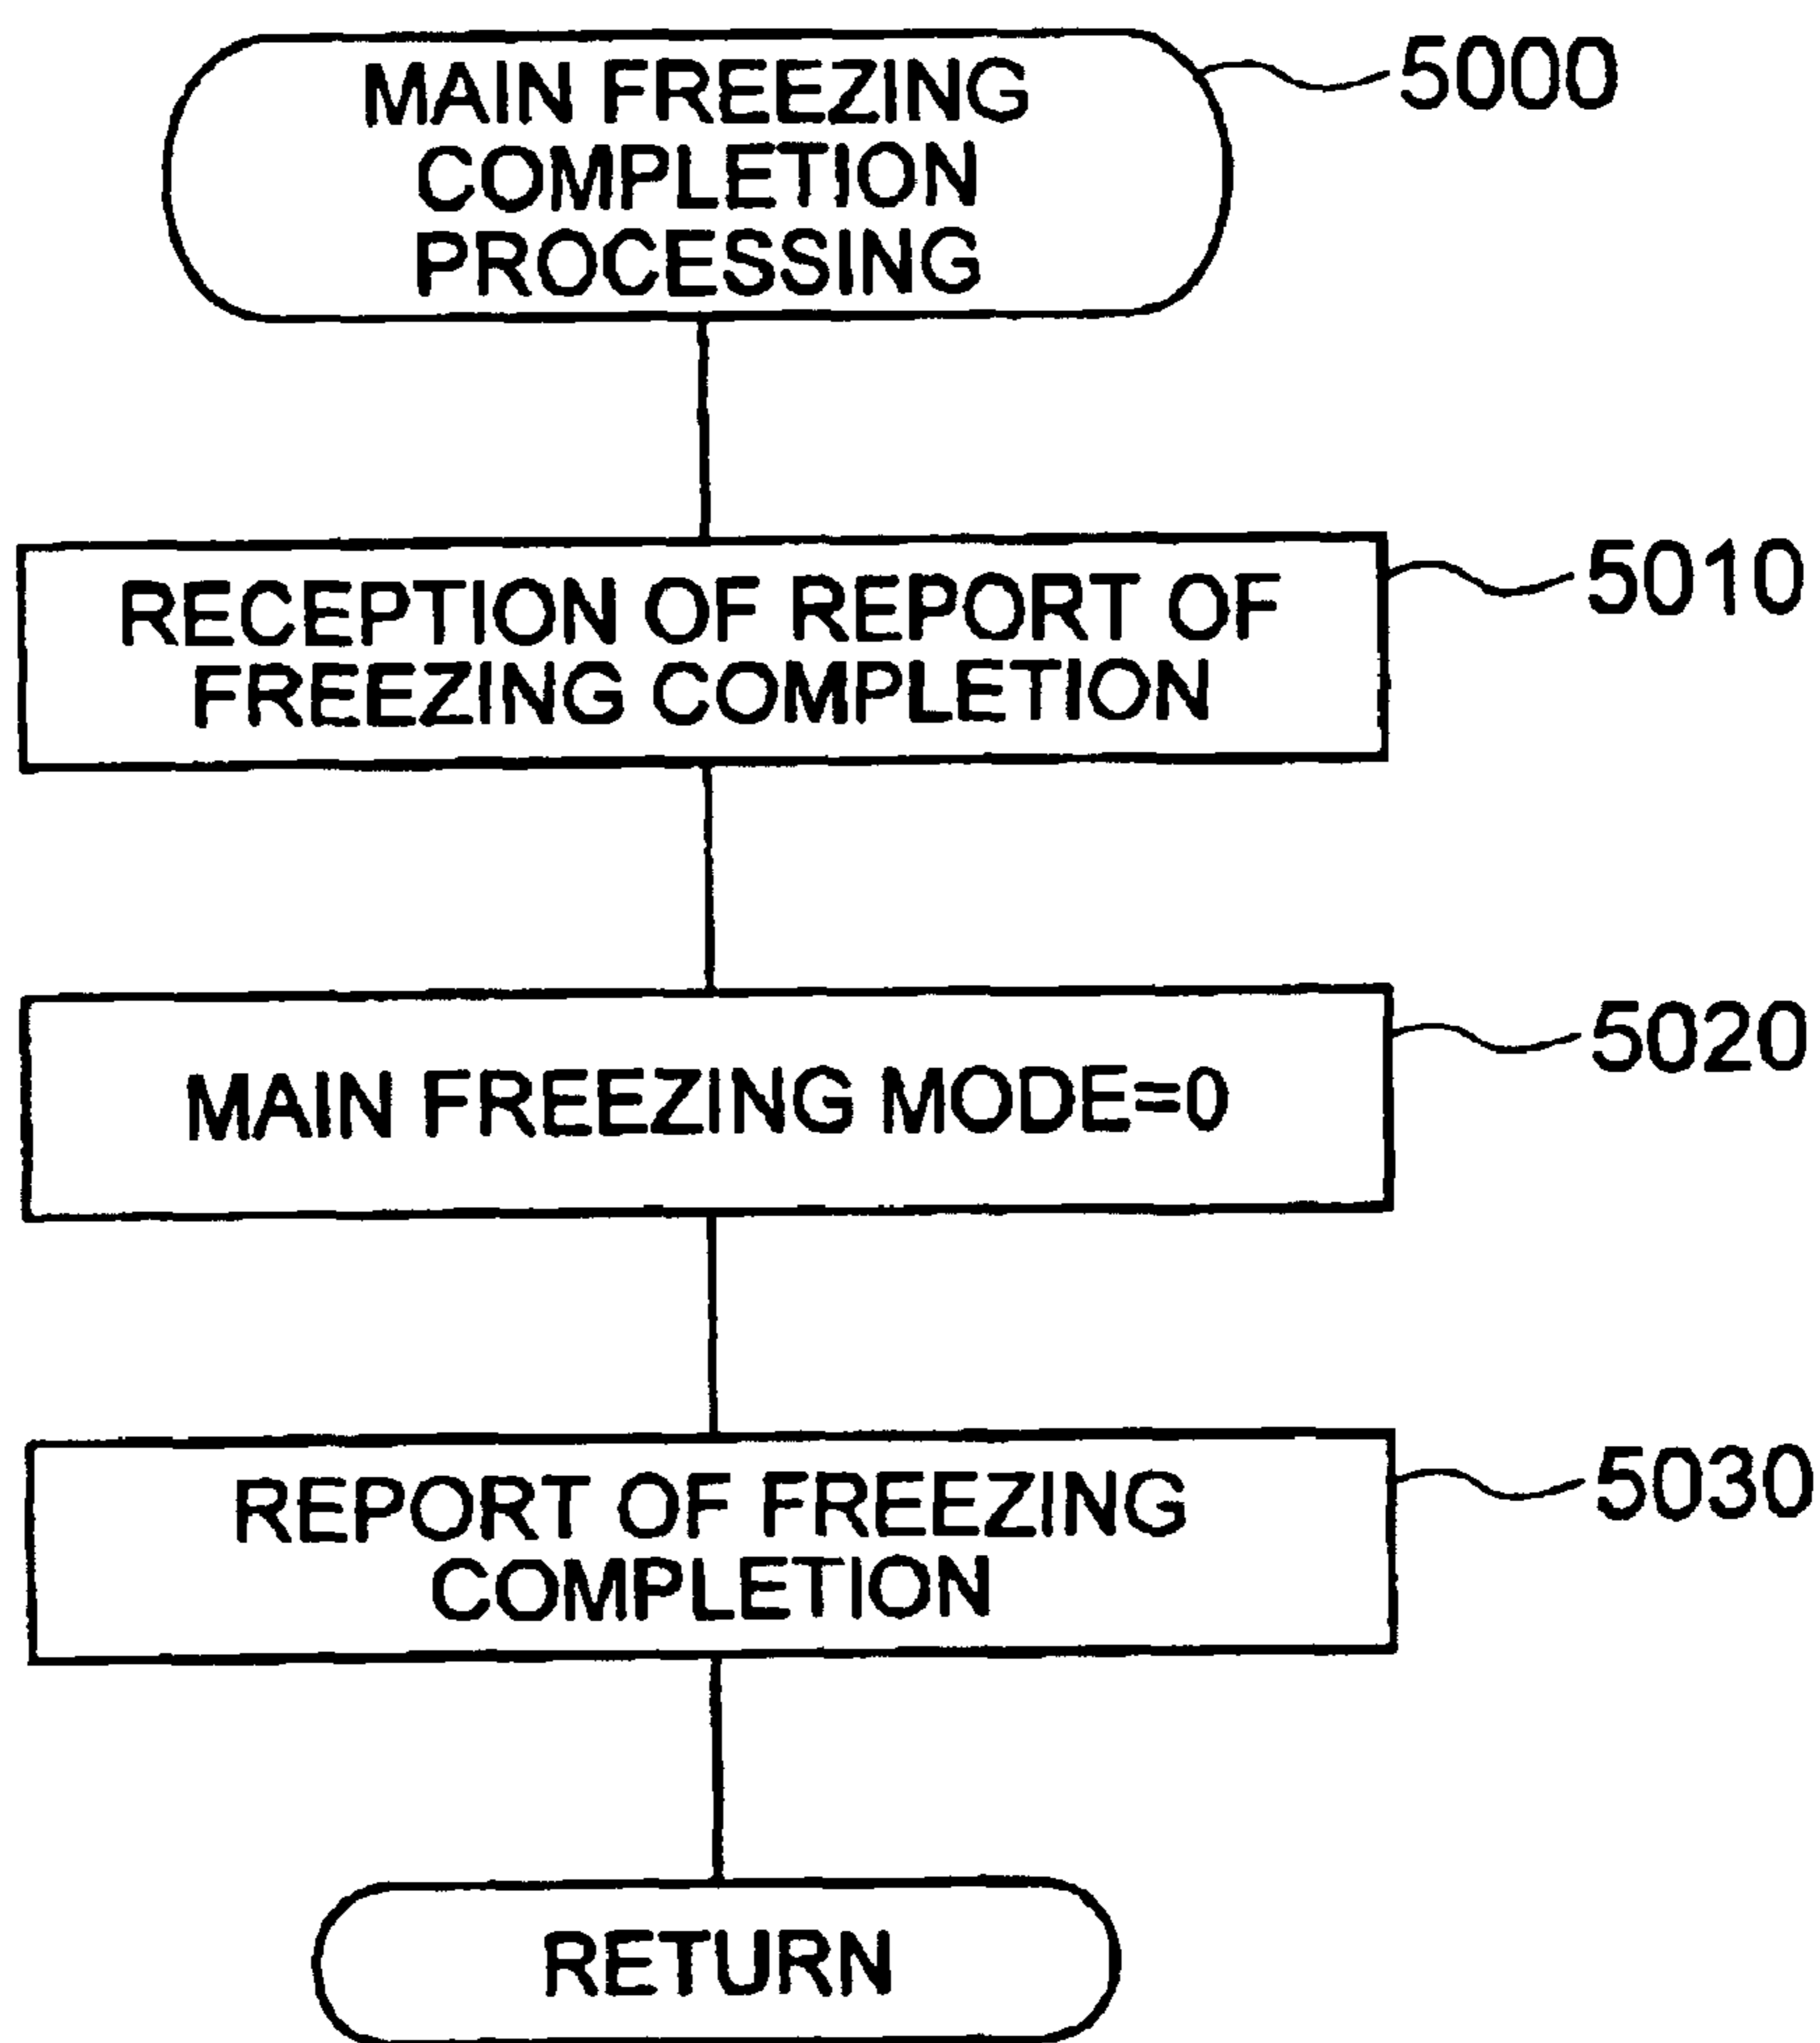 MAIN FREEZING
COMPLETION
PROCESSING
5000
RECEPTION OF REPORT OF
FREEZING COMPLETION
5010
MAIN FREEZING MODE=0
5020
REPORT OF FREEZING
COMPLETION
5030
RETURN